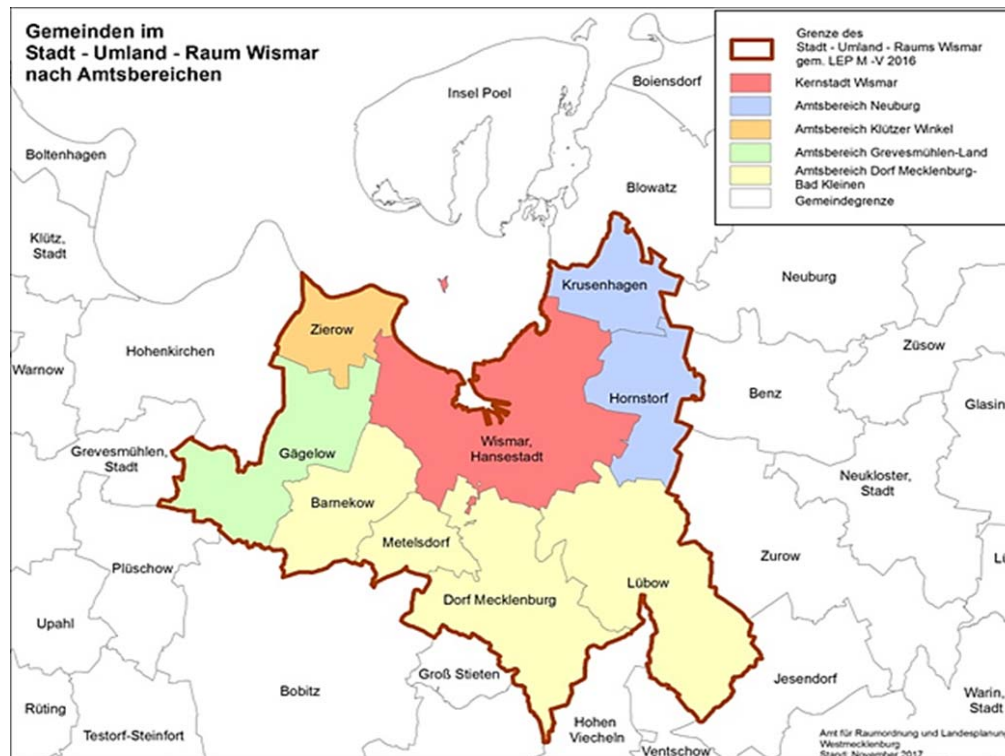 Gemeinden im
Stadt - Umland - Raum Wismar
nach Amtsbereichen
Grenze des
Stadt - Umland - Raums Wismar
gem. LEP M -V 2016
Kernstadt Wismar
Amtsbereich Neuburg
Amtsbereich Klützer Winkel
Amtsbereich Grevesmühlen-Land
Amtsbereich Dorf Mecklenburg-
Bad Kleinen
Gemeindegrenze
Insel Poel
Boiensdorf
Boltenhagen
Blowatz
Klütz,
Stadt
Neuburg
Krusenhagen
Zierow
Hohenkirchen
Züsow
Warnow
Benz
Hornstorf
Glasin
Wismar,
Hansestadt
Grevesmühlen,
Stadt
Gägelow
Neukloster,
Stadt
Barnekow
Metelsdorf
Zurow
Plüschow
Lübow
Dorf Mecklenburg
Upahl
Groß Stieten
Jesendorf
Bobitz
Warin,
Stadt
Rüting
Hohen
Viecheln
Testorf-Steinfort
Ventschow
Amt für Raumordnung und Landesplanu
Westmecklenburg
Stand: November 2017